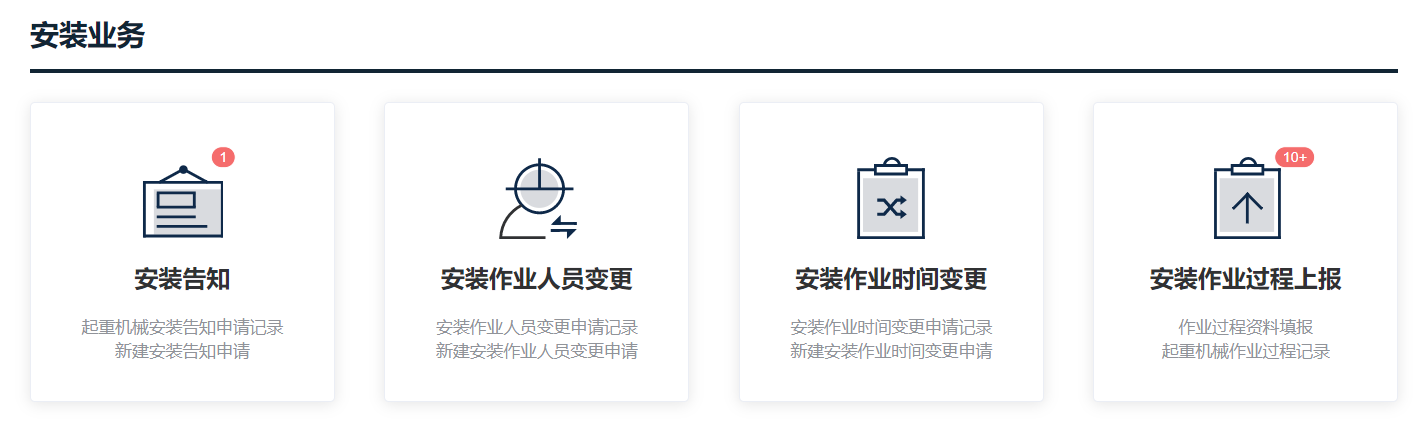 安装业务
1
安装告知
起重机械安装告知申请记录
新建安装告知申请
安装作业人员变更
安装作业人员变更申请记录
新建安装作业人员变更申请
安装作业时间变更
安装作业时间变更申请记录
新建安装作业时间变更申请
10+
安装作业过程上报
作业过程资料填报
起重机械作业过程记录